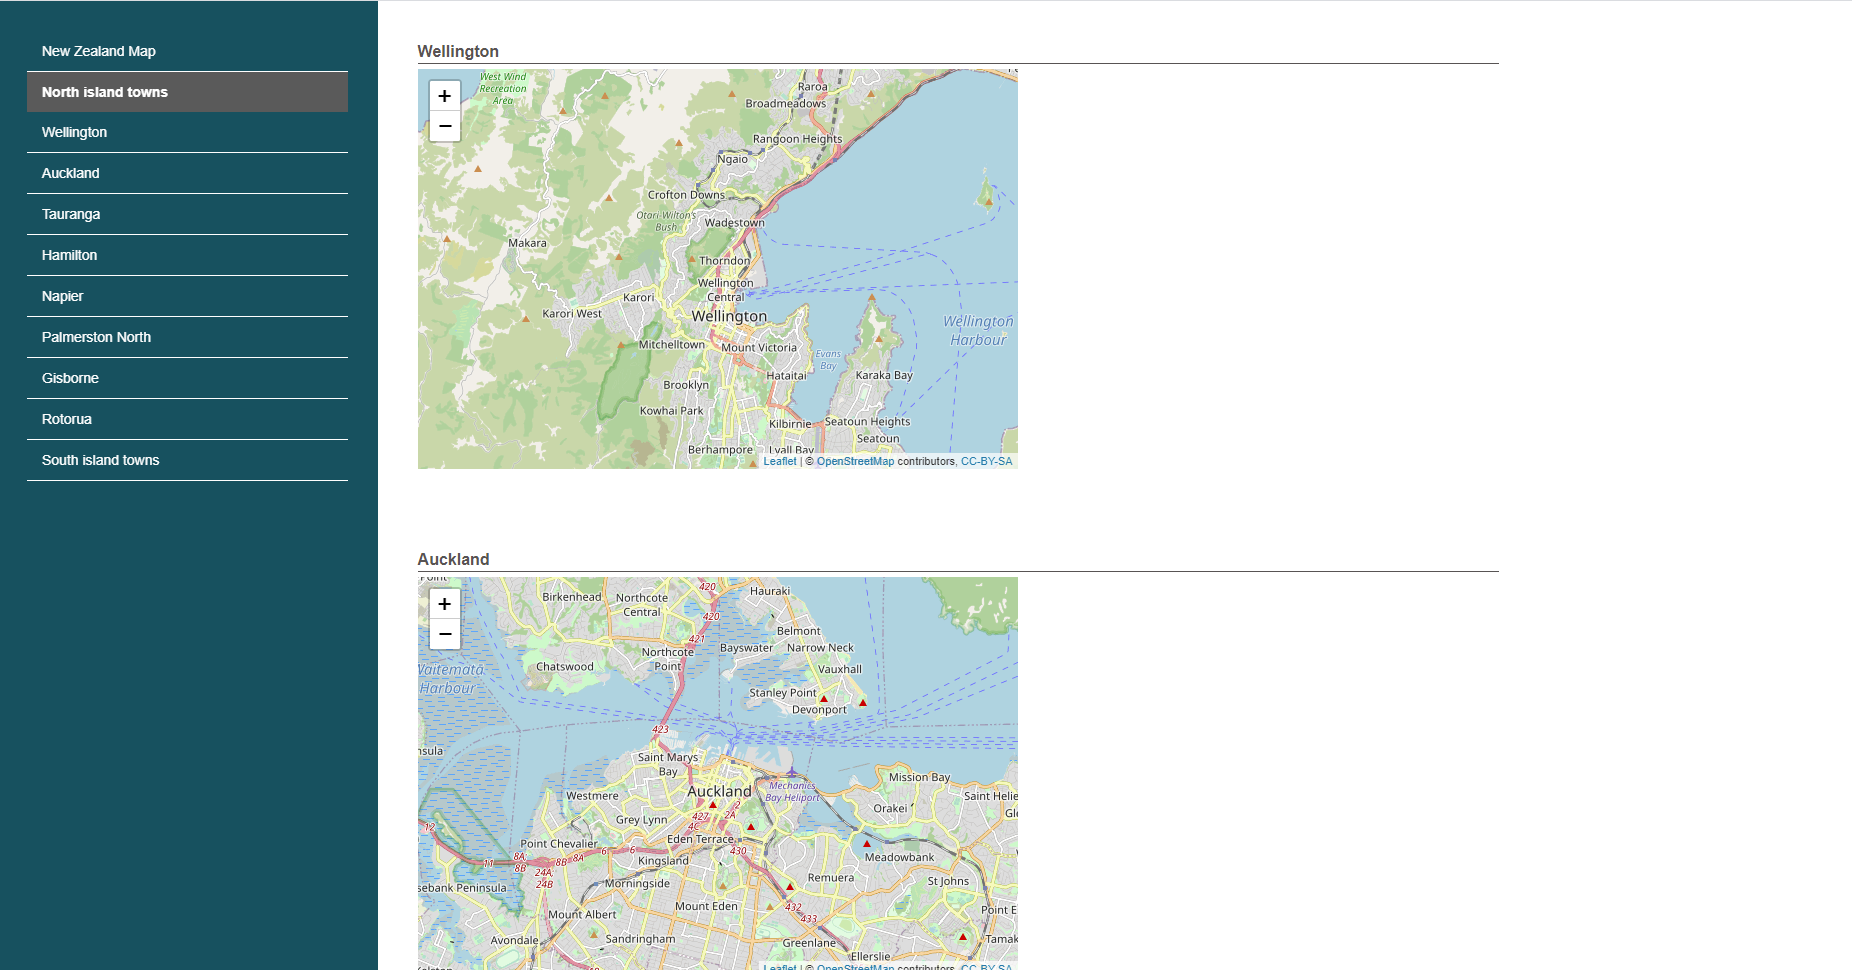 New Zealand Map
North island towns
Wellington
Auckland
Tauranga
Hamilton
Napier
Palmerston North
Gisborne
Rotorua
South island towns
Wellington
+
−
West Wind
Recreation
Area
Raroa
Broadmeadows
Rangoon Heights
Ngaio
Crofton Downs
Otari-Wilton's
Bush
Wadestown
Makara
Thorndon
Wellington
Central
Karori
Karori West
Wellington
Wellington
Harbour
Mitchelltown
Mount Victoria
Evans
Bay
Hataitai
Karaka Bay
Brooklyn
Kowhai Park
Kilbirnie
Seatoun Heights
Seatoun
Berhampore
Lyall Bay
Leaflet | © OpenStreetMap contributors, CC-BY-SA
Auckland
+
−
Point
420
Birkenhead
Northcote
Central
Hauraki
420
421
Belmont
Bayswater
Narrow Neck
Northcote
Point
Chatswood
Vauxhall
Waitematā
Harbour
Stanley Point
Devonport
423
nsula
Saint Marys
Bay
Mission Bay
Auckland
Mechanics
Bay Heliport
Westmere
Saint Helie
Orakei
Glo
2
427
2A
4C
Grey Lynn
12
Point Chevalier
Eden Terrace
430
Kingsland
11
8A;
8B
8B
8A
6
6
24A;
24B
Meadowbank
sebank Peninsula
Morningside
Remuera
St Johns
Mount Eden
432
433
Point E
Mount Albert
Avondale
Sandringham
Greenlane
Tamak
Ellerslie
Leaflet | © OpenStreetMap contributors, CC-BY-SA